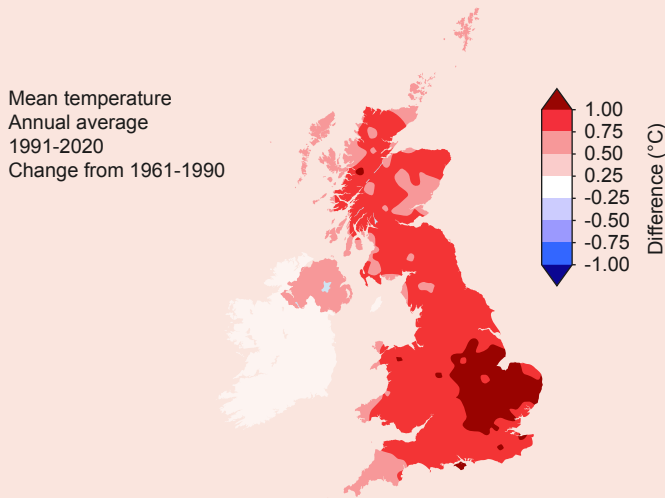 Mean temperature
Annual average
1991-2020
Change from 1961-1990
1.00
0.75
0.50
0.25
-0.25
-0.50
-0.75
-1.00
Difference (°C)